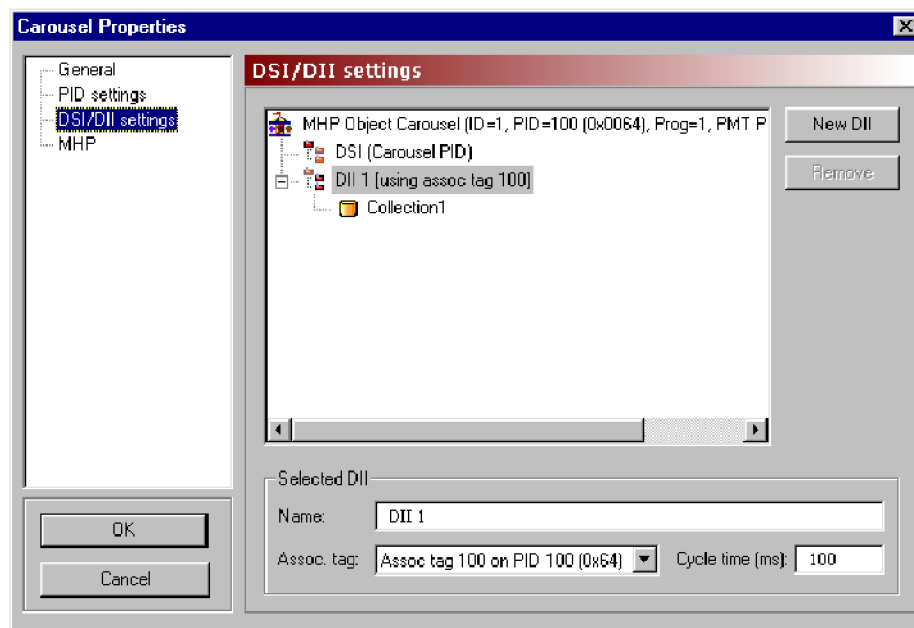 Carousel Properties
General
PID settings
DSI/DII settings
MHP
OK
Cancel
DSI/DII settings
MHP Object Carousel (ID=1, PID=100 (0x0064), Prog=1, PMT P
DSI (Carousel PID)
DII 1 [using assoc tag 100]
Collection1
New DII
Remove
Selected DII
Name: DII 1
Assoc. tag: Assoc tag 100 on PID 100 (0x64) Cycle time (ms): 100